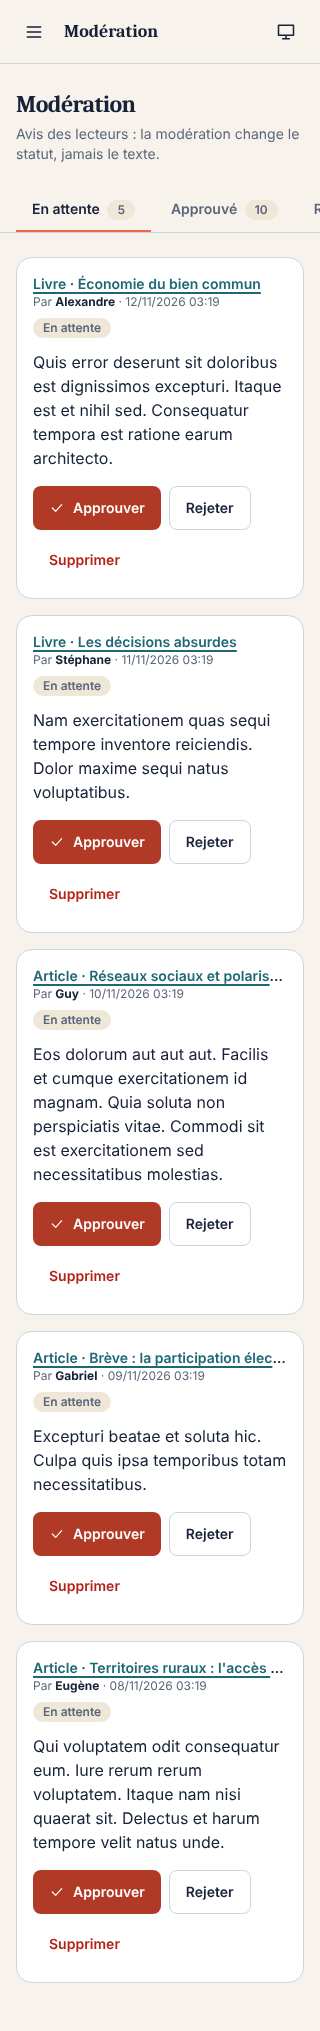 Modération
Modération
Avis des lecteurs : la modération change le
statut, jamais le texte.
En attente 5 Approuvé 10 R
Livre · Économie du bien commun
Par Alexandre · 12/11/2026 03:19
En attente
Quis error deserunt sit doloribus
est dignissimos excepturi. Itaque
est et nihil sed. Consequatur
tempora est ratione earum
architecto.
Approuver Rejeter
Supprimer
Livre · Les décisions absurdes
Par Stéphane · 11/11/2026 03:19
En attente
Nam exercitationem quas sequi
tempore inventore reiciendis.
Dolor maxime sequi natus
voluptatibus.
Approuver Rejeter
Supprimer
Article · Réseaux sociaux et polaris...
Par Guy · 10/11/2026 03:19
En attente
Eos dolorum aut aut aut. Facilis
et cumque exercitationem id
magnam. Quia soluta non
perspiciatis vitae. Commodi sit
est exercitationem sed
necessitatibus molestias.
Approuver Rejeter
Supprimer
Article · Brève : la participation élec...
Par Gabriel · 09/11/2026 03:19
En attente
Excepturi beatae et soluta hic.
Culpa quis ipsa temporibus totam
necessitatibus.
Approuver Rejeter
Supprimer
Article · Territoires ruraux : l'accès ...
Par Eugène · 08/11/2026 03:19
En attente
Qui voluptatem odit consequatur
eum. Iure rerum rerum
voluptatem. Itaque nam nisi
quaerat sit. Delectus et harum
tempore velit natus unde.
Approuver Rejeter
Supprimer